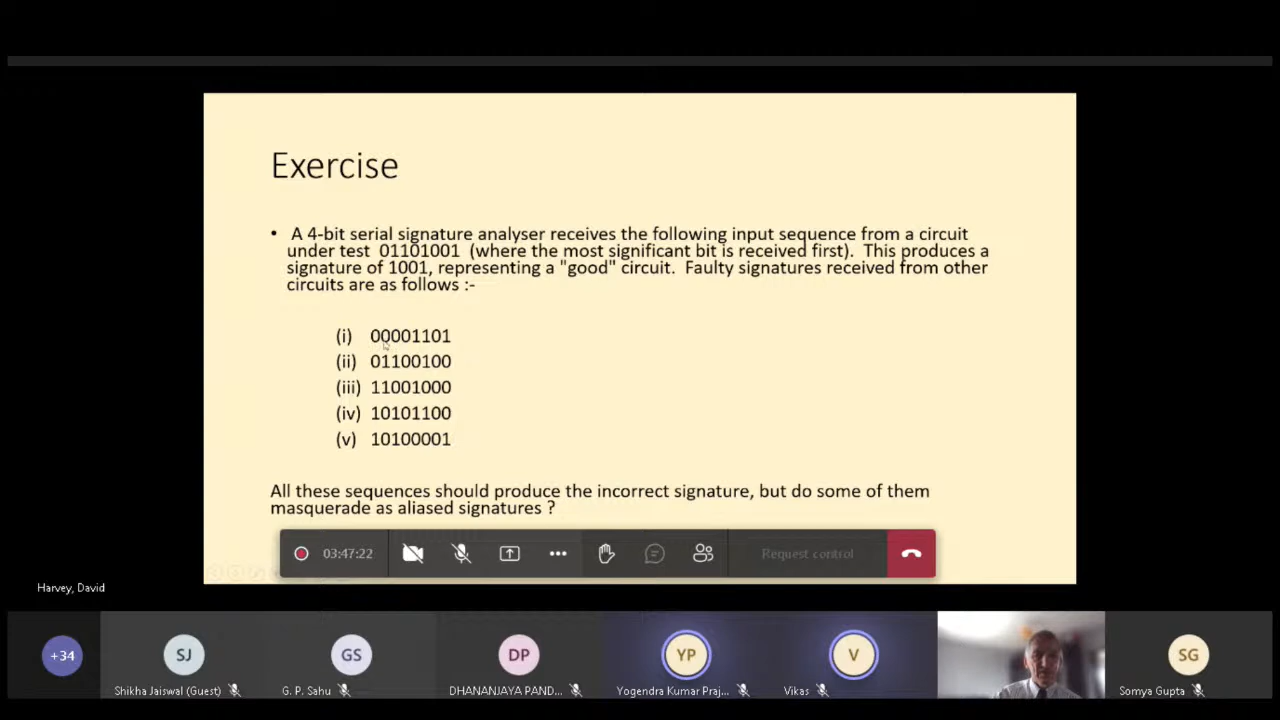 Exercise
• A 4-bit serial signature analyser receives the following input sequence from a circuit
under test 01101001 (where the most significant bit is received first). This produces a
signature of 1001, representing a "good" circuit. Faulty signatures received from other
circuits are as follows :-
(i) 00001101
(ii) 01100100
(iii) 11001000
(iv) 10101100
(v) 10100001
All these sequences should produce the incorrect signature, but do some of them
masquerade as aliased signatures ?
03:47:22 Request control
Harvey, David
+34 SJ GS DP YP V SG
Shikha Jaiswal (Guest) G. P. Sahu DHANANJAYA PAND... Yogendra Kumar Praj... Vikas Somya Gupta